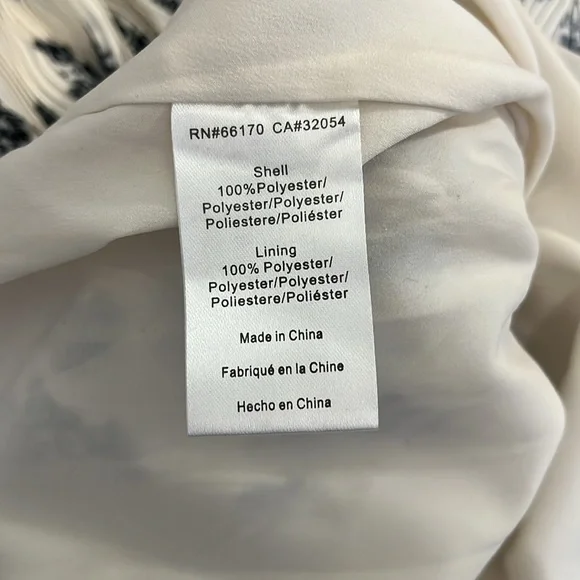 RN#66170 CA#32054
Shell
100%Polyester/
Polyester/Polyester/
Poliestere/Poliéster
Lining
100% Polyester/
Polyester/Polyester/
Poliestere/Poliéster
Made in China
Fabriqué en la Chine
Hecho en China